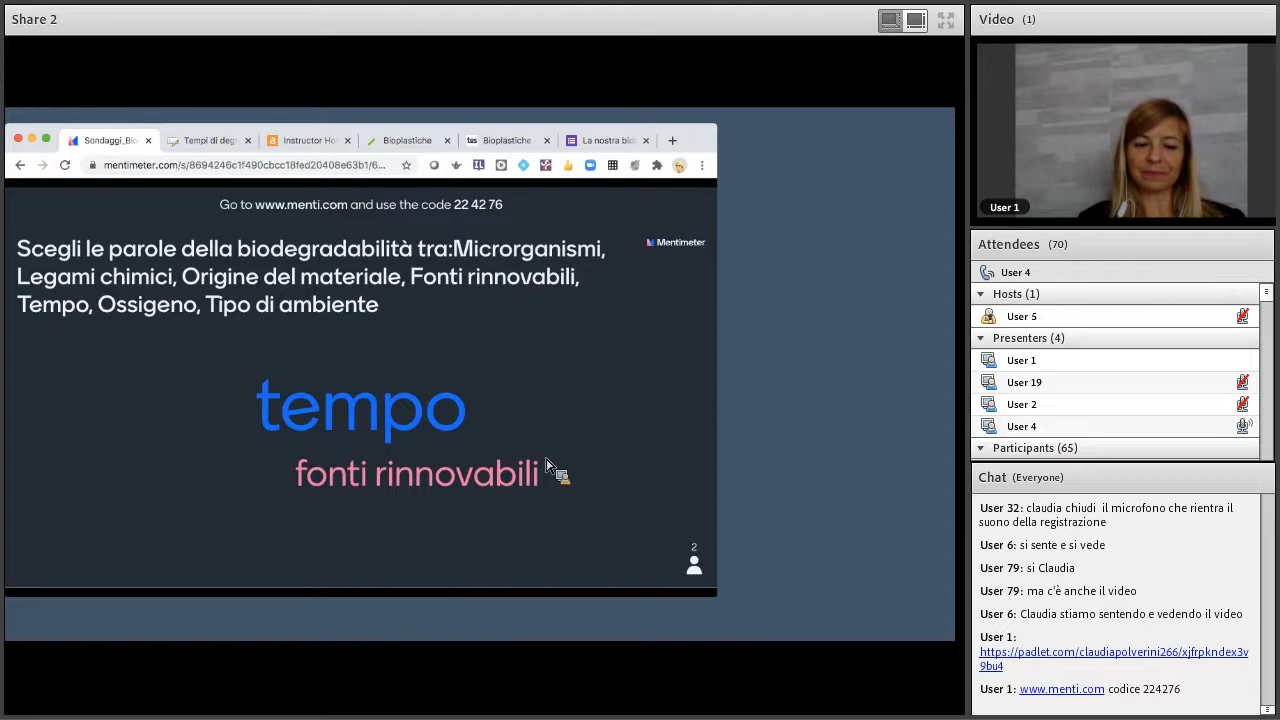 Share 2
Sondaggi_Bio
Tempi di deg
Instructor Ho
Bioplastiche
Bioplastiche
La nostra bio
mentimeter.com/s/8694246c1f490cbcc18fed20408e63b1/6...
Go to www.menti.com and use the code 22 42 76
Mentimeter
Scegli le parole della biodegradabilità tra:Microrganismi,
Legami chimici, Origine del materiale, Fonti rinnovabili,
Tempo, Ossigeno, Tipo di ambiente
tempo
fonti rinnovabili
2
Video (1)
User 1
Attendees (70)
User 4
Hosts (1)
User 5
Presenters (4)
User 1
User 19
User 2
User 4
Participants (65)
Chat (Everyone)
User 32: claudia chiudi il microfono che rientra il
suono della registrazione
User 6: si sente e si vede
User 79: si Claudia
User 79: ma c'è anche il video
User 6: Claudia stiamo sentendo e vedendo il video
User 1:
https://padlet.com/claudiapolverini266/xjfrpkndex3v
9bu4
User 1: www.menti.com codice 224276